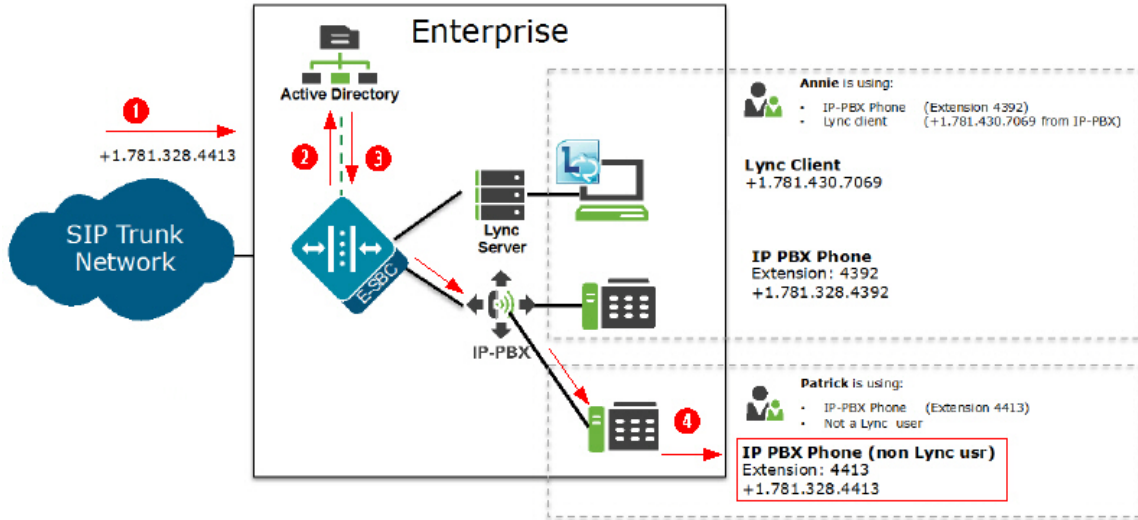 Enterprise
Active Directory
1
+1.781.328.4413
2
3
SIP Trunk
Network
E-SBC
L
Lync
Server
IP-PBX
Annie is using:
• IP-PBX Phone (Extension 4392)
• Lync client (+1.781.430.7069 from IP-PBX)
Lync Client
+1.781.430.7069
IP PBX Phone
Extension: 4392
+1.781.328.4392
Patrick is using:
• IP-PBX Phone (Extension 4413)
• Not a Lync user
4
IP PBX Phone (non Lync usr)
Extension: 4413
+1.781.328.4413